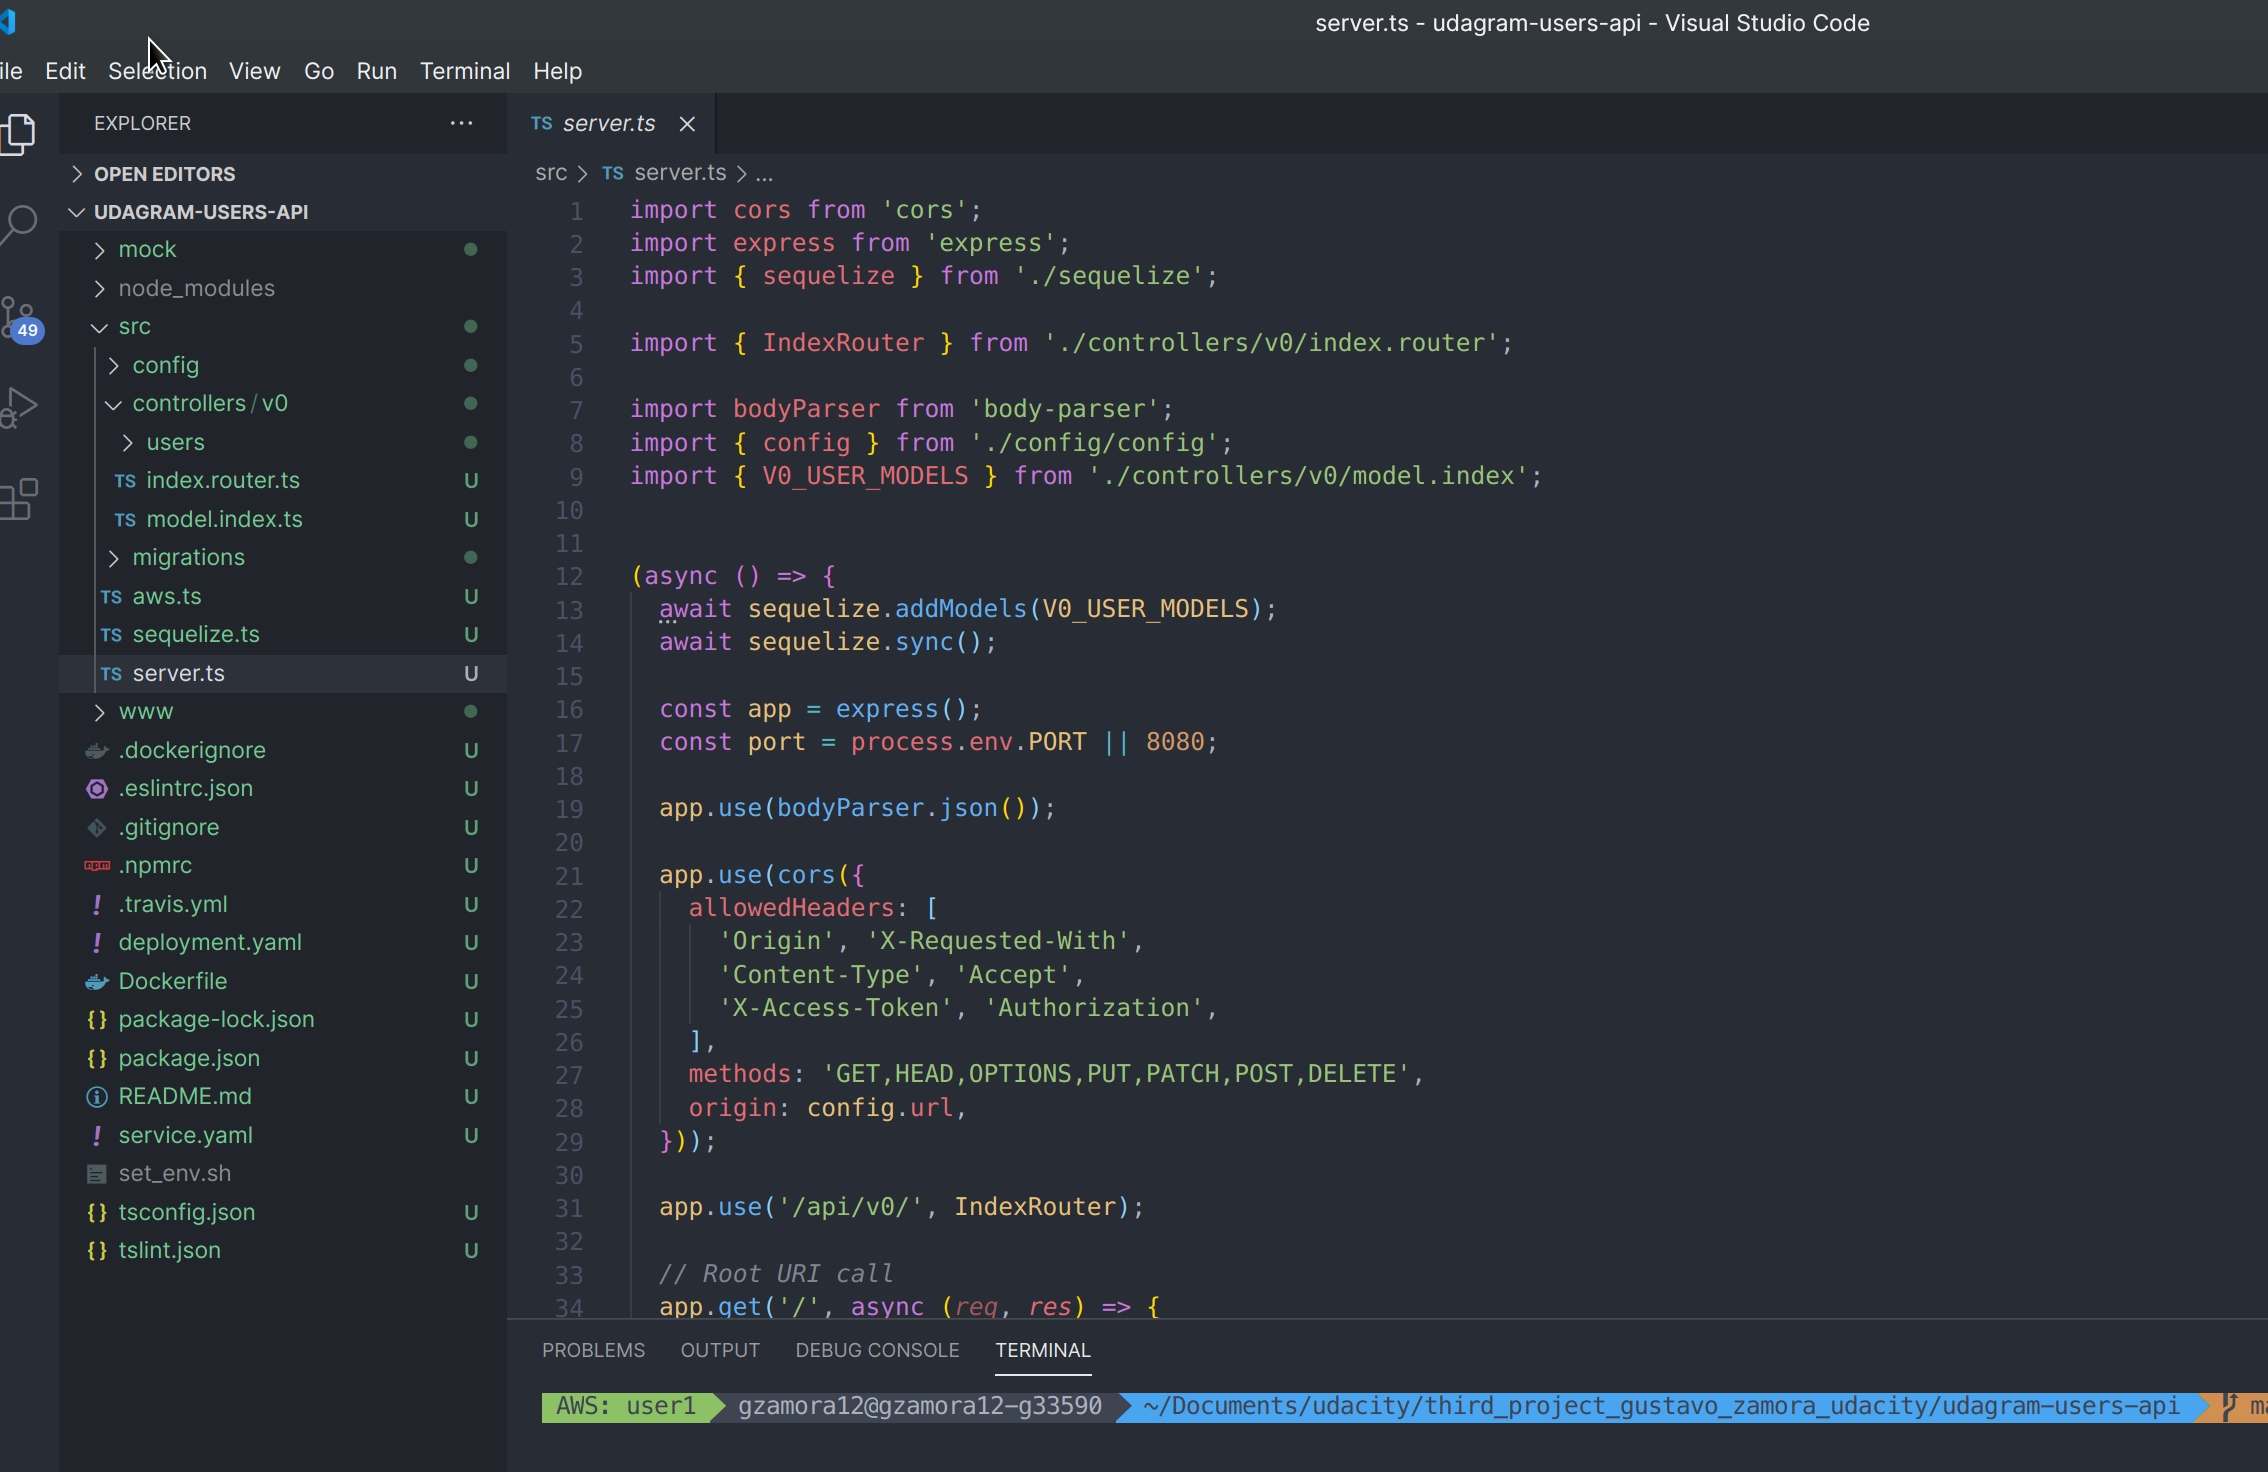 server.ts - udagram-users-api - Visual Studio Code
ile Edit Selection View Go Run Terminal Help
EXPLORER ...
OPEN EDITORS
UDAGRAM-USERS-API
mock
node_modules
src
config
controllers / v0
users
TS index.router.ts U
TS model.index.ts U
migrations
TS aws.ts U
TS sequelize.ts U
TS server.ts U
www
.dockerignore U
.eslintrc.json U
.gitignore U
.npmrc U
! .travis.yml U
! deployment.yaml U
Dockerfile U
{} package-lock.json U
{} package.json U
README.md U
! service.yaml U
set_env.sh
{} tsconfig.json U
{} tslint.json U
49
TS server.ts ×
src > TS server.ts > ...
1 import cors from 'cors';
2 import express from 'express';
3 import { sequelize } from './sequelize';
4
5 import { IndexRouter } from './controllers/v0/index.router';
6
7 import bodyParser from 'body-parser';
8 import { config } from './config/config';
9 import { V0_USER_MODELS } from './controllers/v0/model.index';
10
11
12 (async () => {
13 await sequelize.addModels(V0_USER_MODELS);
14 await sequelize.sync();
15
16 const app = express();
17 const port = process.env.PORT || 8080;
18
19 app.use(bodyParser.json());
20
21 app.use(cors({
22 allowedHeaders: [
23 'Origin', 'X-Requested-With',
24 'Content-Type', 'Accept',
25 'X-Access-Token', 'Authorization',
26 ],
27 methods: 'GET,HEAD,OPTIONS,PUT,PATCH,POST,DELETE',
28 origin: config.url,
29 }));
30
31 app.use('/api/v0/', IndexRouter);
32
33 // Root URI call
34 app.get('/', async (req, res) => {
PROBLEMS OUTPUT DEBUG CONSOLE TERMINAL
AWS: user1 gzamora12@gzamora12-g33590 ~/Documents/udacity/third_project_gustavo_zamora_udacity/udagram-users-api